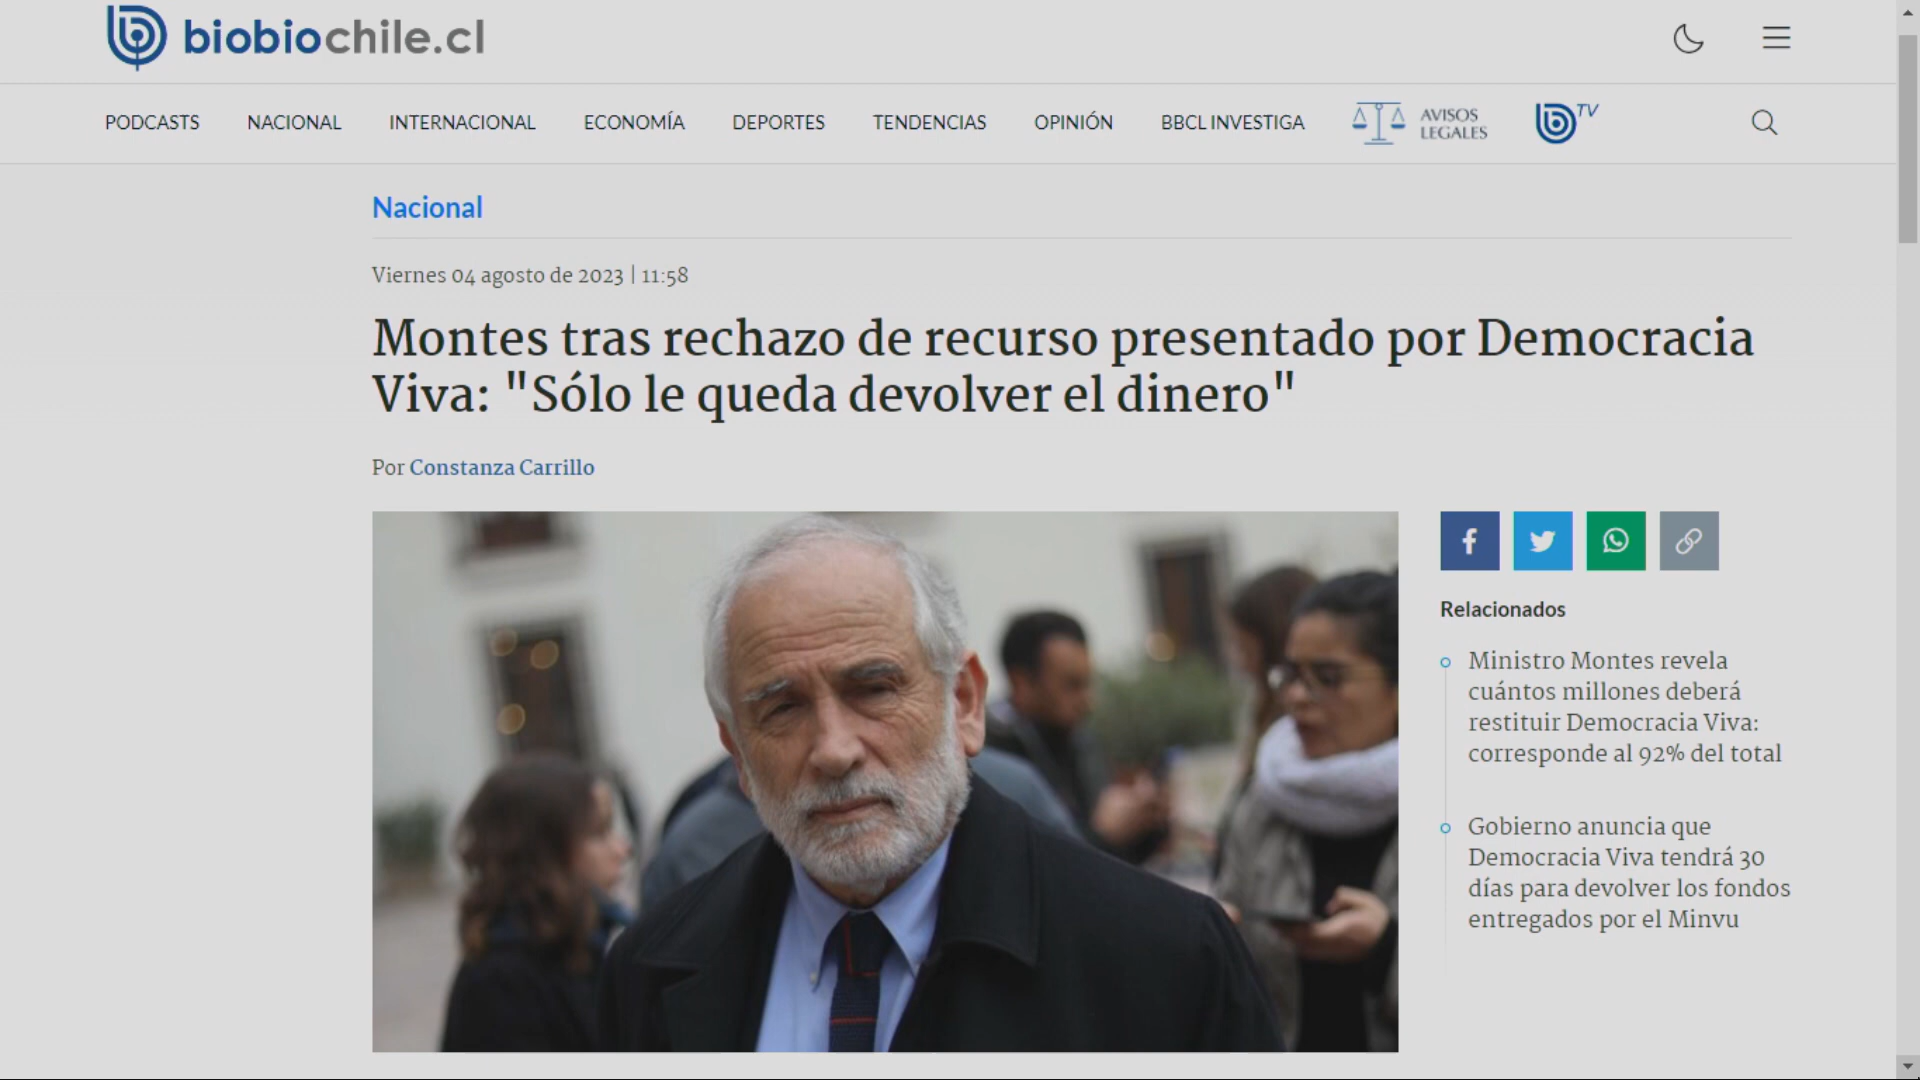 biobiochile.cl
PODCASTS NACIONAL INTERNACIONAL ECONOMÍA DEPORTES TENDENCIAS OPINIÓN BBCL INVESTIGA AVISOS LEGALES TV
Nacional
Viernes 04 agosto de 2023 | 11:58
Montes tras rechazo de recurso presentado por Democracia
Viva: "Sólo le queda devolver el dinero"
Por Constanza Carrillo
Relacionados
Ministro Montes revela
cuántos millones deberá
restituir Democracia Viva:
corresponde al 92% del total
Gobierno anuncia que
Democracia Viva tendrá 30
días para devolver los fondos
entregados por el Minvu